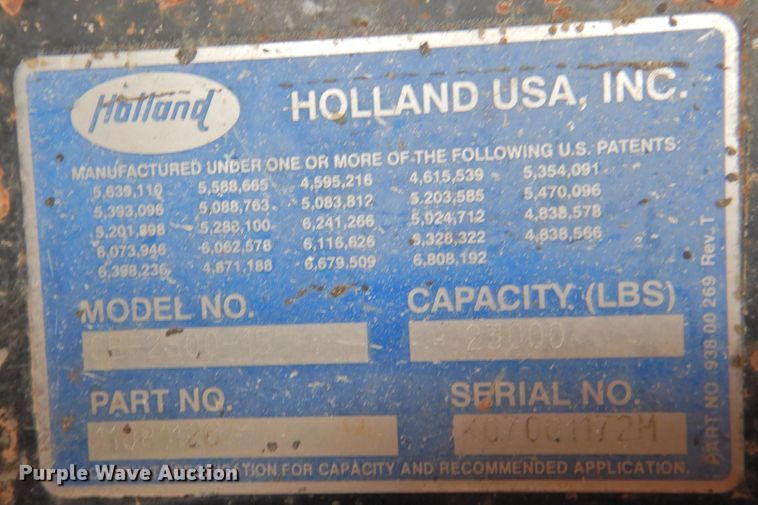 Holland
HOLLAND USA, INC.
MANUFACTURED UNDER ONE OR MORE OF THE FOLLOWING U.S. PATENTS:
5,639,110 5,588,665 4,595,216 4,615,539 5,354,091
5,393,096 5,088,763 5,083,812 5,203,585 5,470,096
5,201,898 5,288,100 6,241,266 5,024,712 4,838,578
6,073,946 6,062,578 6,116,626 5,328,322 4,838,566
6,398,236 4,871,188 6,679,509 6,808,192
MODEL NO. CAPACITY (LBS)
23000
PART NO. SERIAL NO.
FOR CAPACITY AND RECOMMENDED APPLICATION.
PART NO 938 00 269 Rev. T
Purple Wave Auction